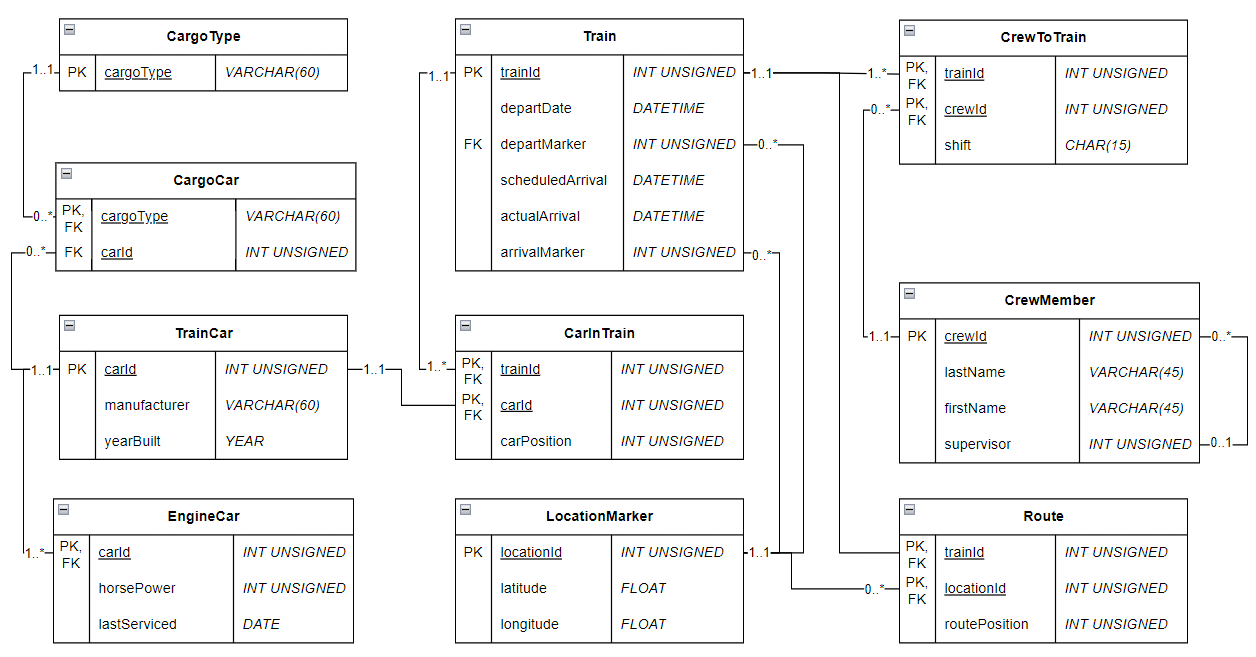 CargoType
1..1 PK cargoType VARCHAR(60)
CargoCar
0..* PK, FK cargoType VARCHAR(60)
0..* FK carId INT UNSIGNED
TrainCar
1..1 PK carId INT UNSIGNED 1..1
manufacturer VARCHAR(60)
yearBuilt YEAR
EngineCar
1..* PK, FK carId INT UNSIGNED
horsePower INT UNSIGNED
lastServiced DATE
Train
1..1 PK trainId INT UNSIGNED 1..1
departDate DATETIME
FK departMarker INT UNSIGNED 0..*
scheduledArrival DATETIME
actualArrival DATETIME
arrivalMarker INT UNSIGNED 0..*
CarInTrain
1..* PK, FK trainId INT UNSIGNED
PK, FK carId INT UNSIGNED
carPosition INT UNSIGNED
LocationMarker
PK locationId INT UNSIGNED 1..1
latitude FLOAT
longitude FLOAT
CrewToTrain
1..* PK, FK trainId INT UNSIGNED
0..* PK, FK crewId INT UNSIGNED
shift CHAR(15)
CrewMember
1..1 PK crewId INT UNSIGNED 0..*
lastName VARCHAR(45)
firstName VARCHAR(45)
supervisor INT UNSIGNED 0..1
Route
PK, FK trainId INT UNSIGNED
0..* PK, FK locationId INT UNSIGNED
routePosition INT UNSIGNED